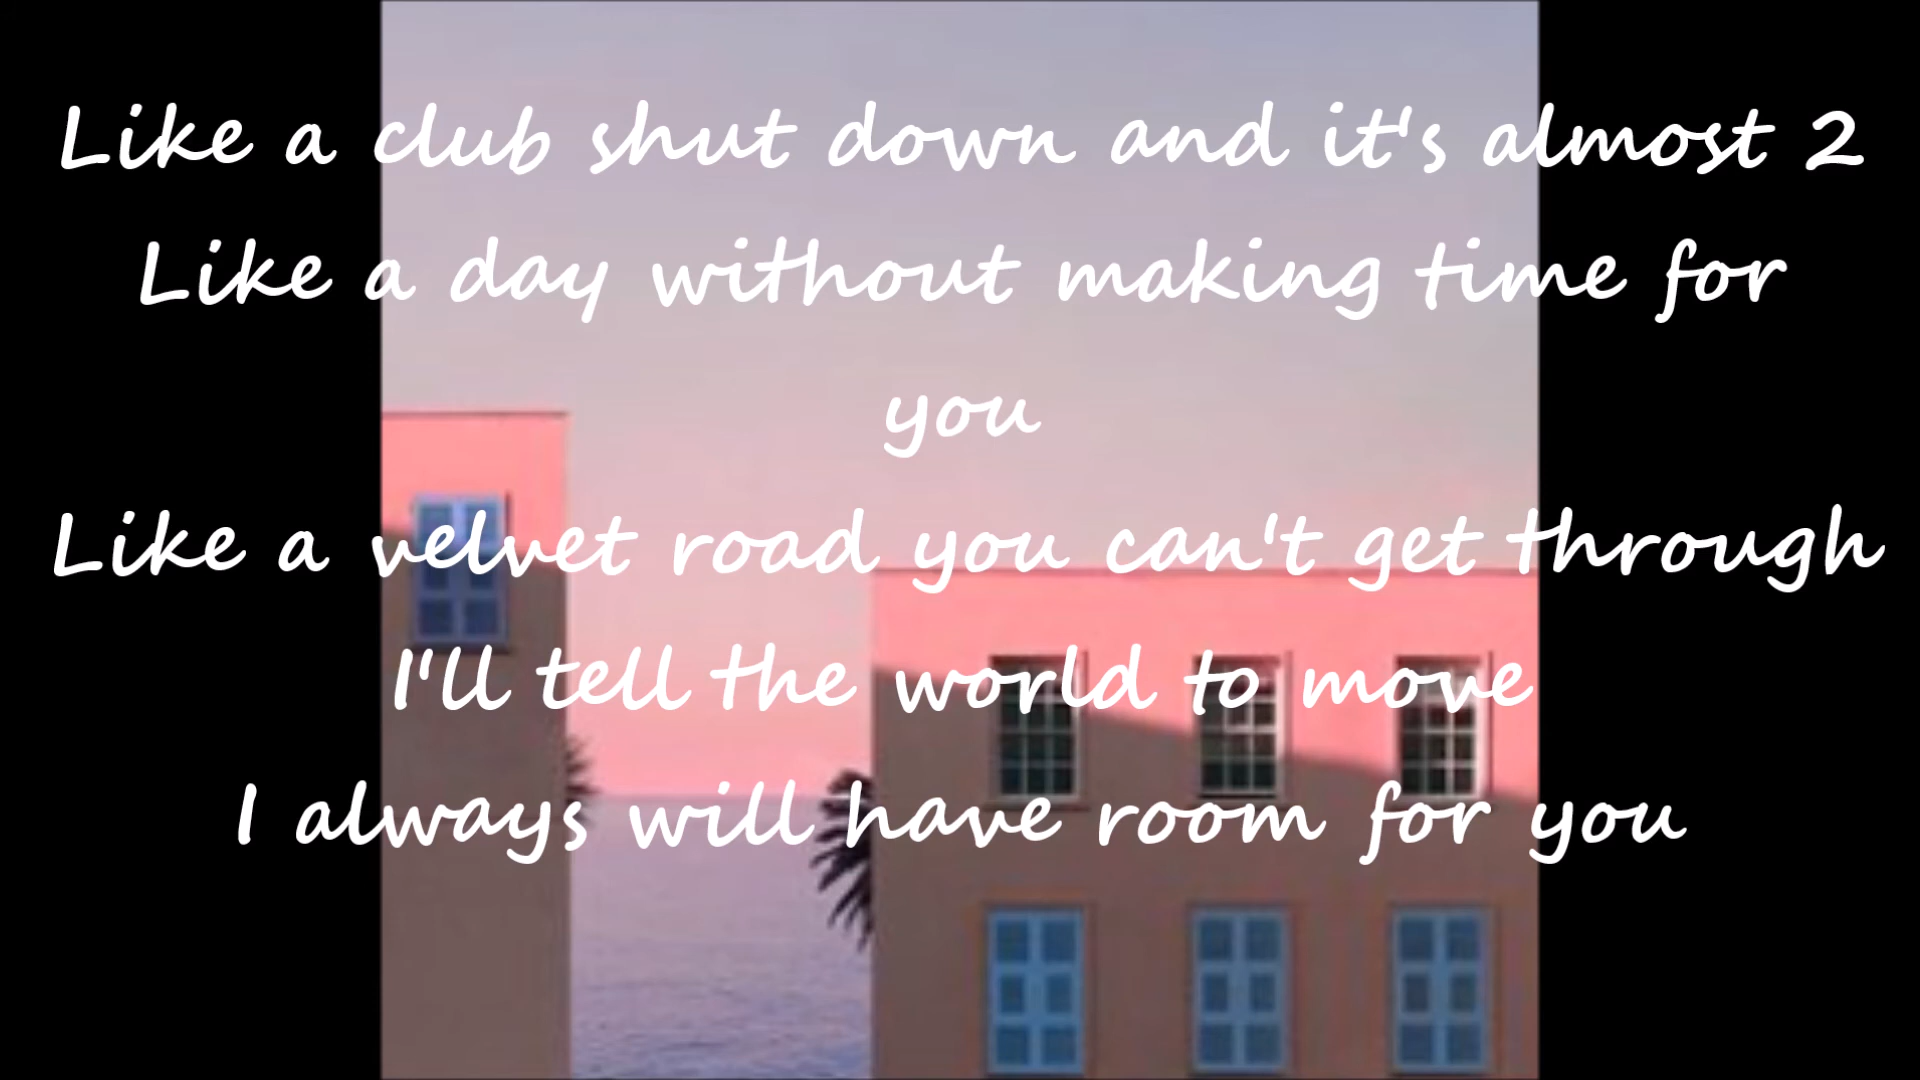 Like a club shut down and it's almost 2
Like a day without making time for
you
Like a velvet road you can't get through
I'll tell the world to move
I always will have room for you